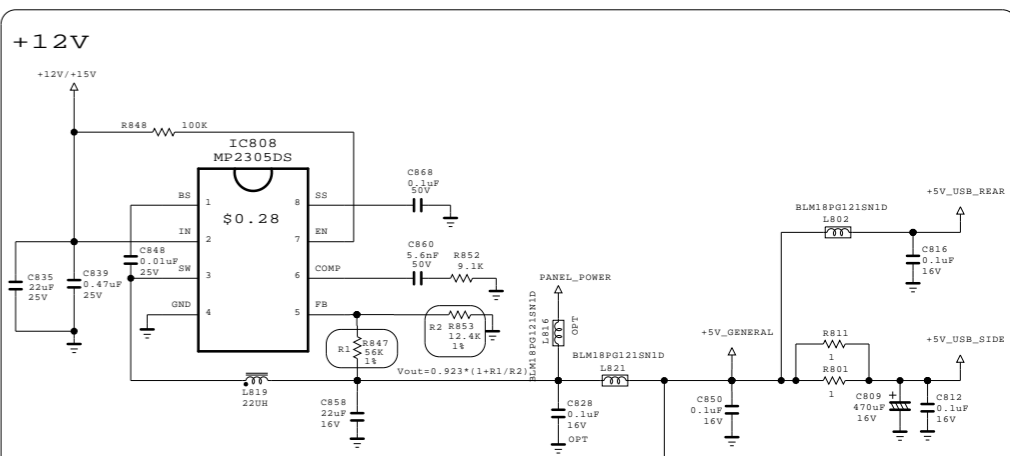 +12V
+12V/+15V
R848
100K
IC808
MP2305DS
$0.28
BS
1
IN
2
SW
3
GND
4
SS
8
EN
7
COMP
6
FB
5
C835
22uF
25V
C839
0.47uF
25V
C848
0.01uF
25V
C868
0.1uF
50V
C860
5.6nF
50V
R852
9.1K
R2
R853
12.4K
1%
R1
R847
56K
1%
Vout=0.923*(1+R1/R2)
L819
22UH
C858
22uF
16V
PANEL_POWER
BLM18PG121SN1D
L816
OPT
BLM18PG121SN1D
L821
C828
0.1uF
16V
OPT
+5V_GENERAL
C850
0.1uF
16V
BLM18PG121SN1D
L802
+5V_USB_REAR
C816
0.1uF
16V
R811
1
R801
1
+5V_USB_SIDE
+
C809
470uF
16V
C812
0.1uF
16V